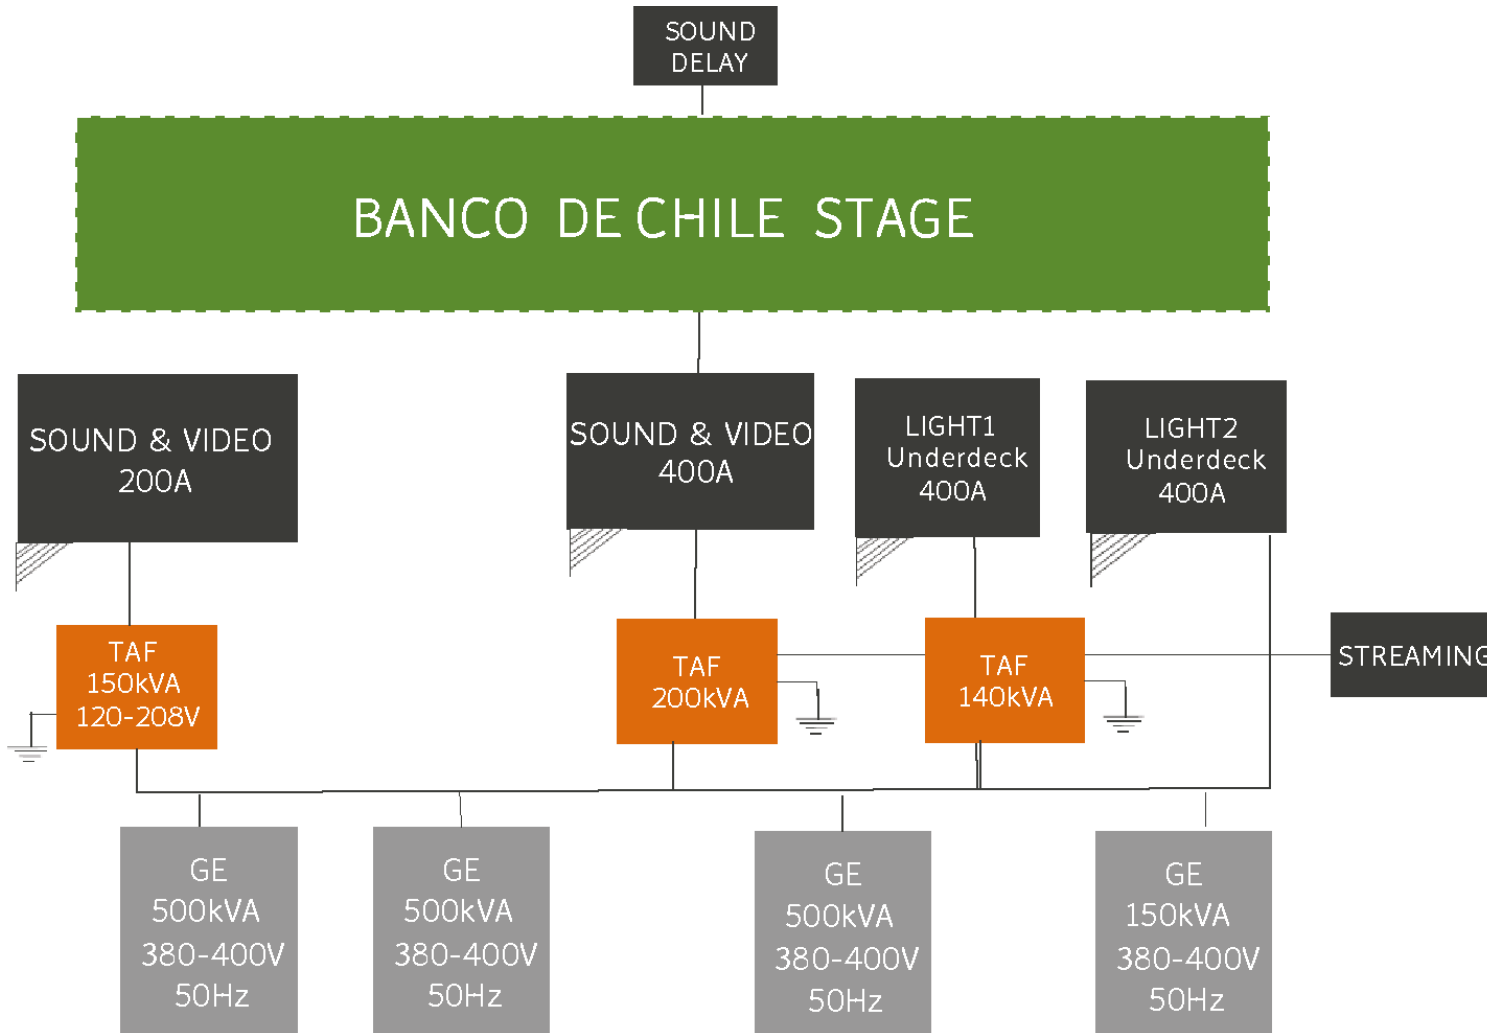 SOUND
DELAY
BANCO DE CHILE STAGE
SOUND & VIDEO
200A
SOUND & VIDEO
400A
LIGHT1
Underdeck
400A
LIGHT2
Underdeck
400A
TAF
150kVA
120-208V
TAF
200kVA
TAF
140kVA
STREAMING
GE
500kVA
380-400V
50Hz
GE
500kVA
380-400V
50Hz
GE
500kVA
380-400V
50Hz
GE
150kVA
380-400V
50Hz